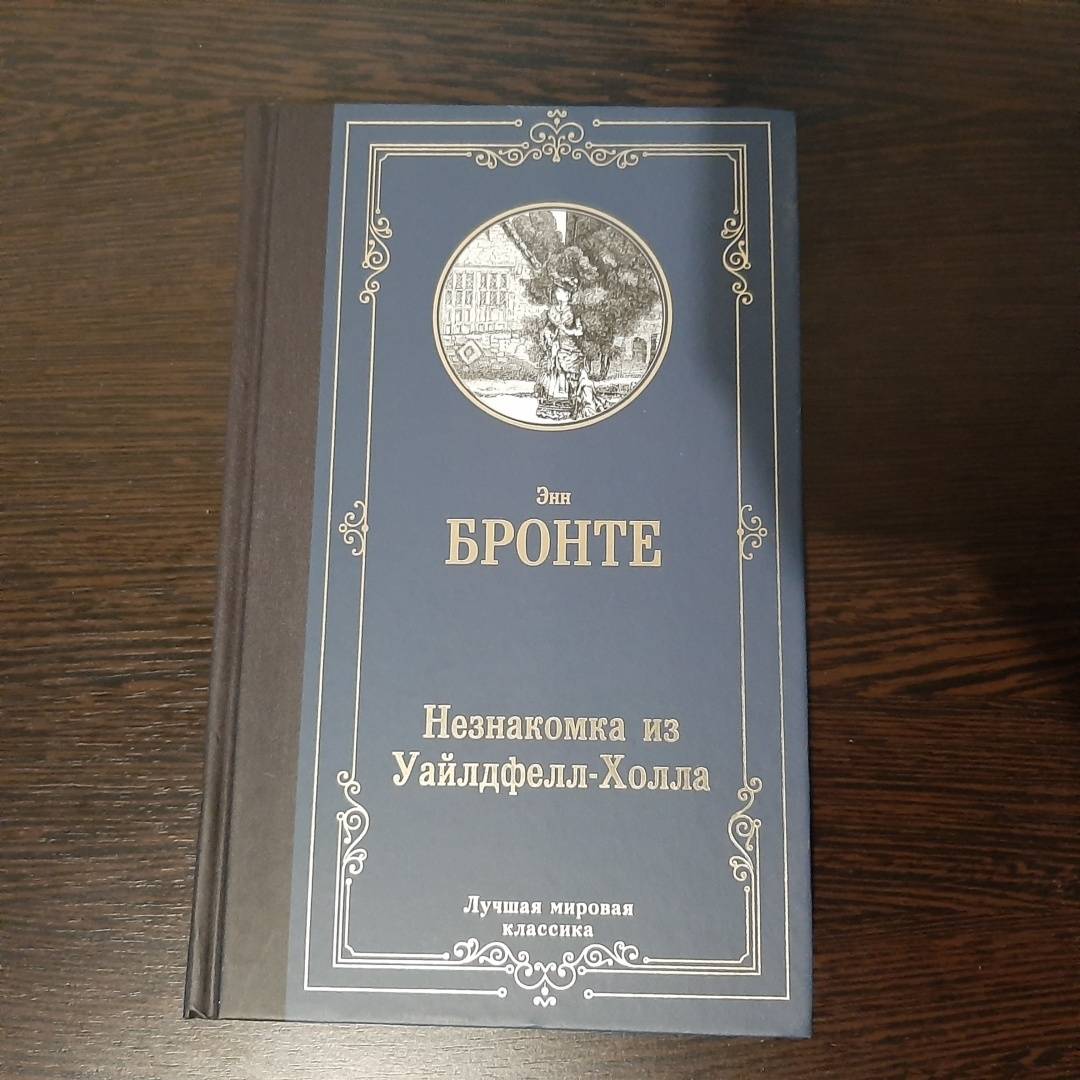 Энн
БРОНТЕ
Незнакомка из
Уайлдфелл-Холла
Лучшая мировая
классика